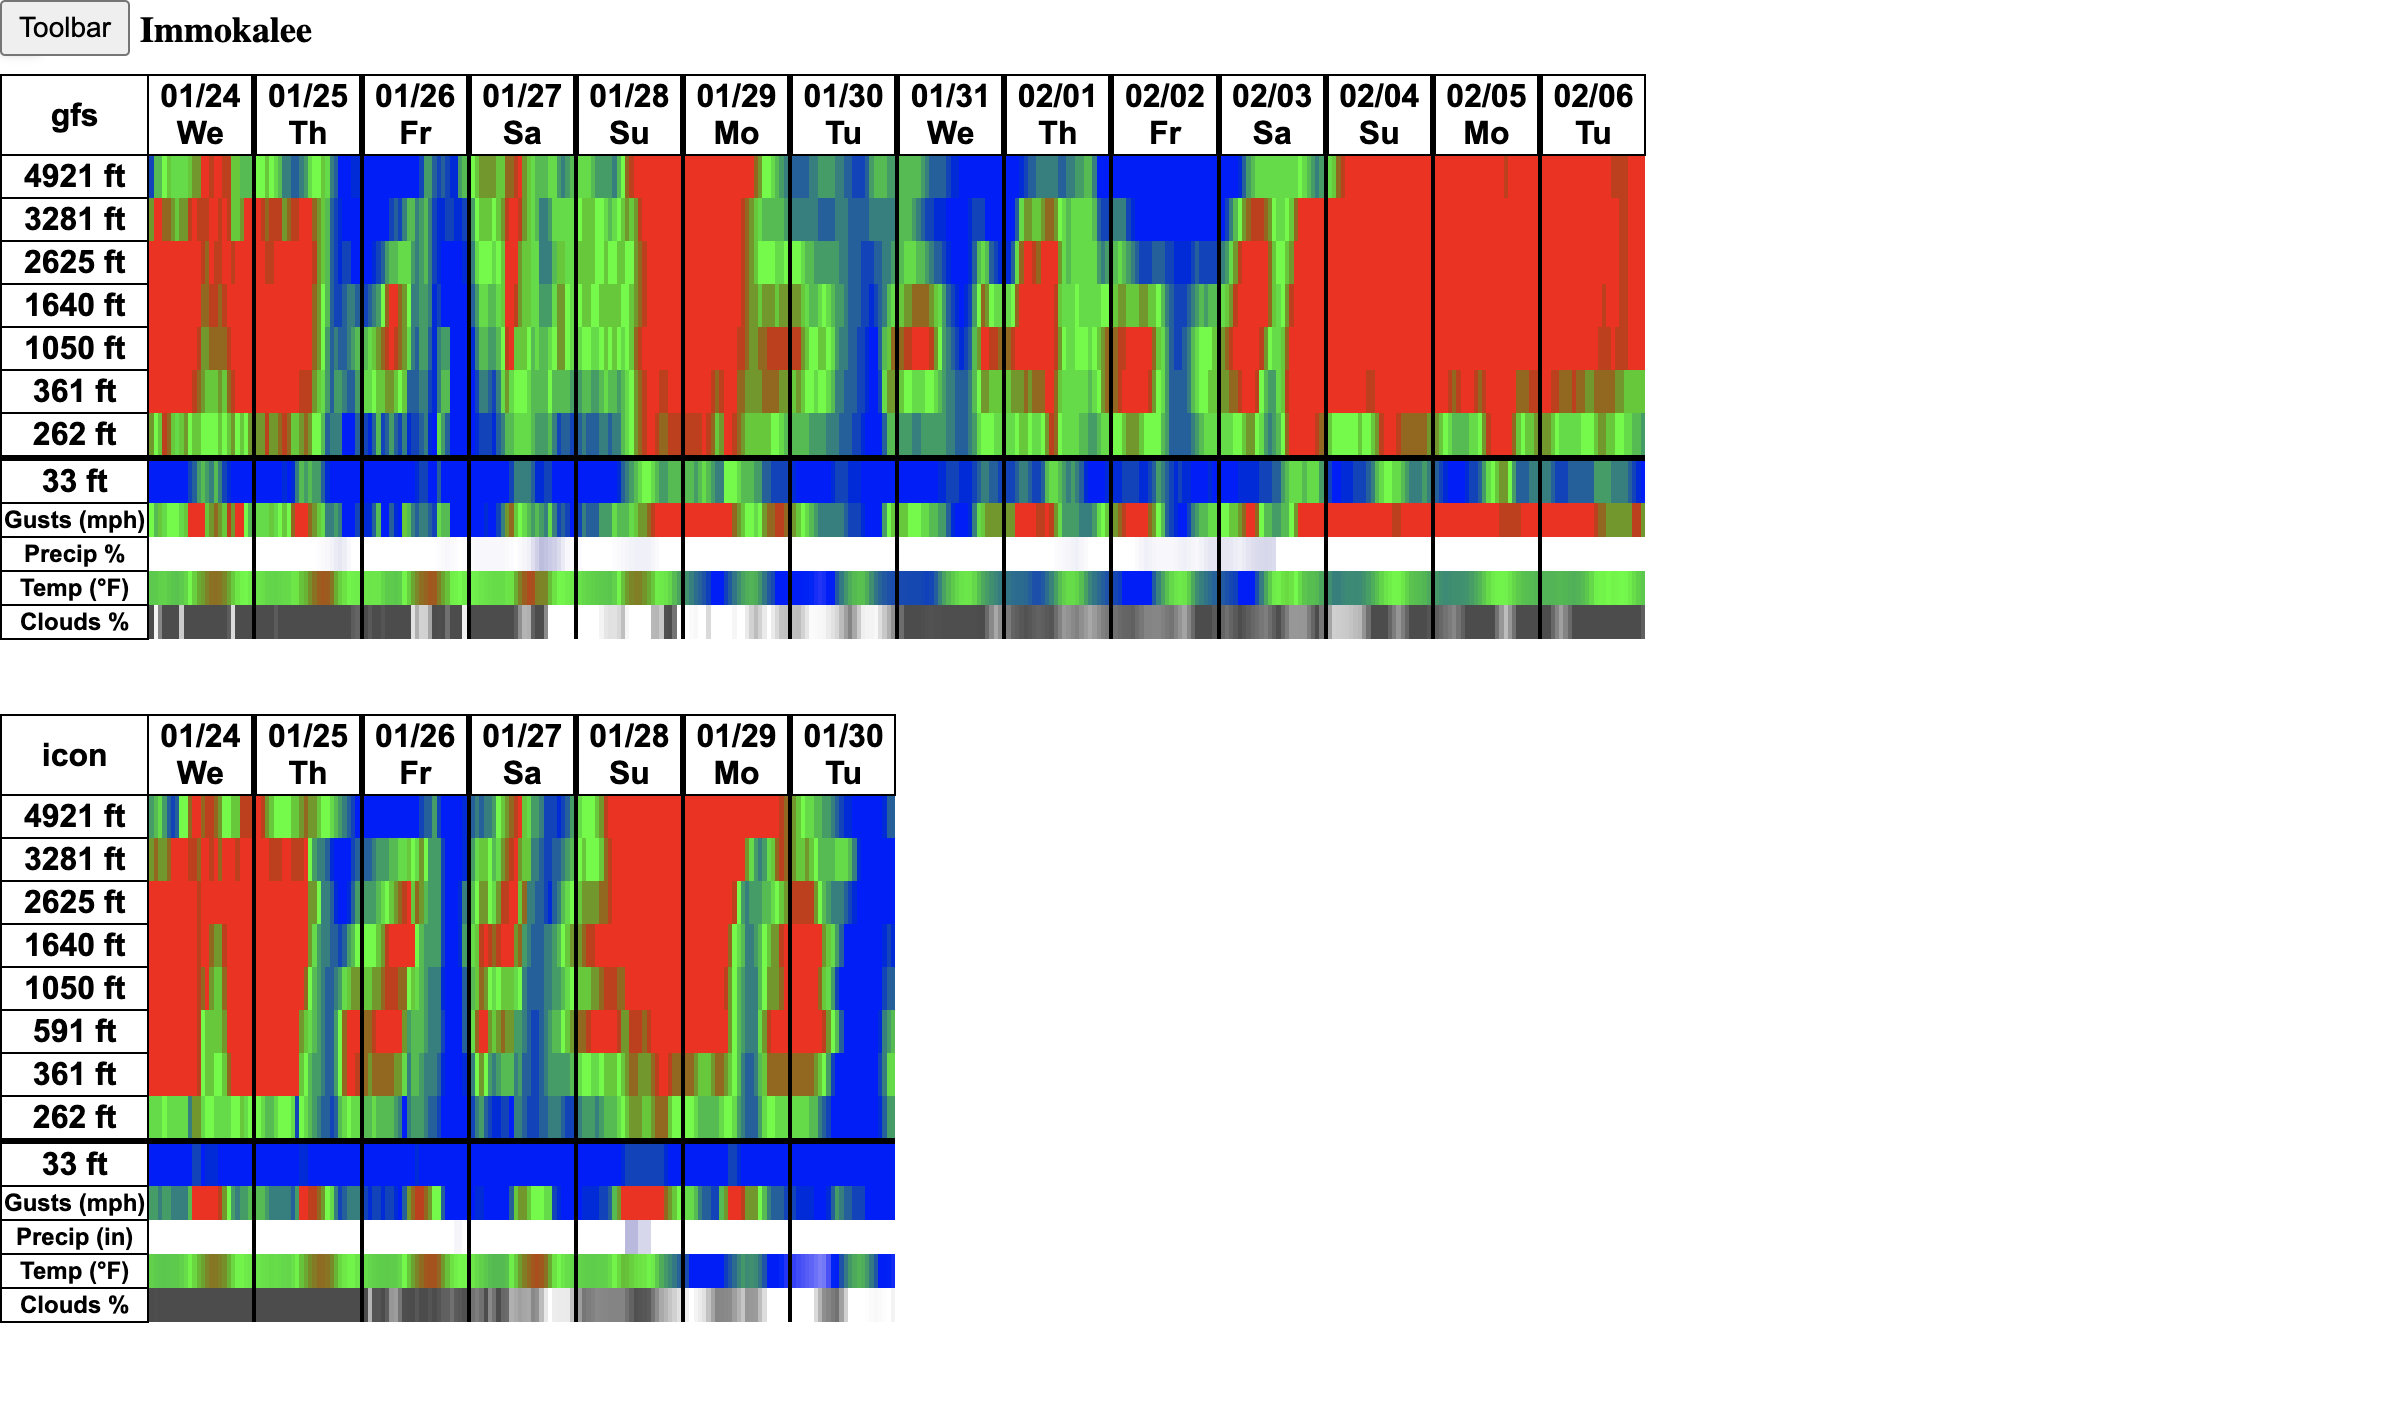 Toolbar Immokalee
gfs 01/24 We 01/25 Th 01/26 Fr 01/27 Sa 01/28 Su 01/29 Mo 01/30 Tu 01/31 We 02/01 Th 02/02 Fr 02/03 Sa 02/04 Su 02/05 Mo 02/06 Tu
4921 ft
3281 ft
2625 ft
1640 ft
1050 ft
361 ft
262 ft
33 ft
Gusts (mph)
Precip %
Temp (°F)
Clouds %
icon 01/24 We 01/25 Th 01/26 Fr 01/27 Sa 01/28 Su 01/29 Mo 01/30 Tu
4921 ft
3281 ft
2625 ft
1640 ft
1050 ft
591 ft
361 ft
262 ft
33 ft
Gusts (mph)
Precip (in)
Temp (°F)
Clouds %